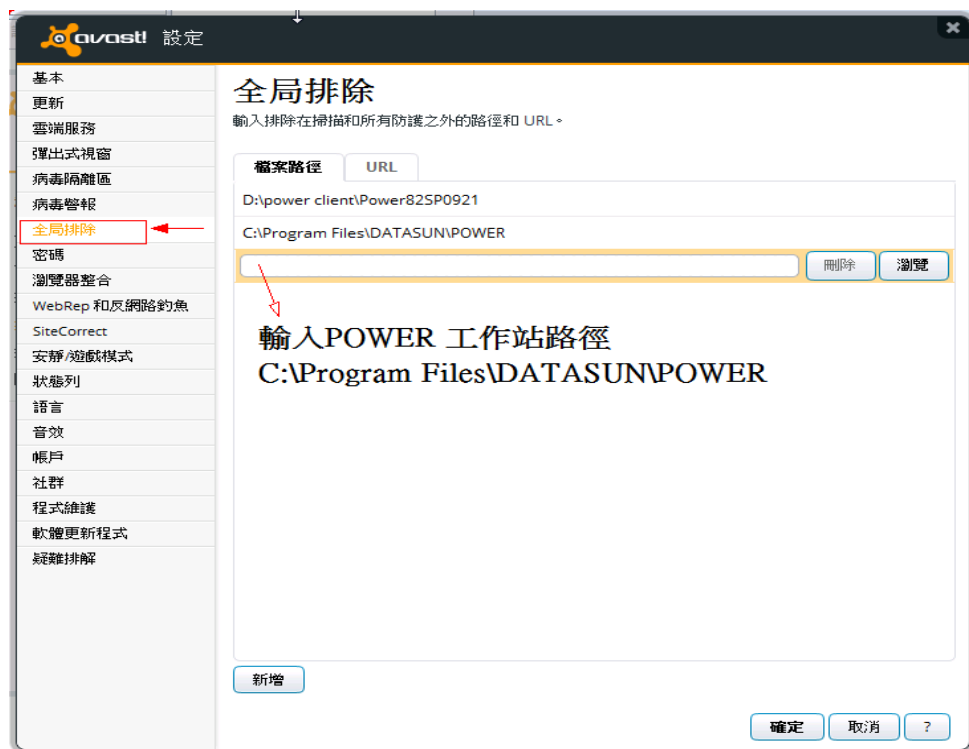 avast! 設定
基本
更新
雲端服務
彈出式視窗
病毒隔離區
病毒警報
全局排除
密碼
瀏覽器整合
WebRep 和反網路釣魚
SiteCorrect
安靜/遊戲模式
狀態列
語言
音效
帳戶
社群
程式維護
軟體更新程式
疑難排解
全局排除
輸入排除在掃描和所有防護之外的路徑和 URL。
檔案路徑 URL
D:\power client\Power82SP0921
C:\Program Files\DATASUN\POWER
刪除 瀏覽
輸入POWER 工作站路徑
C:\Program Files\DATASUN\POWER
新增
確定 取消 ?